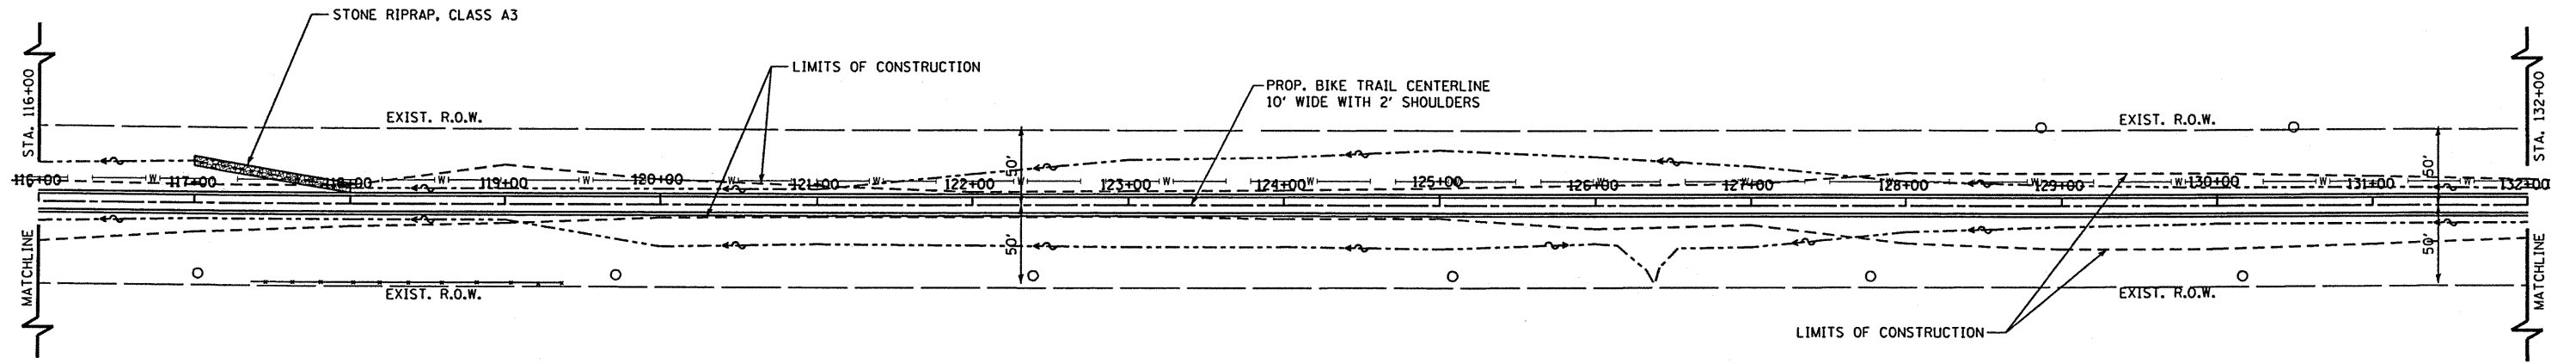 STONE RIPRAP, CLASS A3
LIMITS OF CONSTRUCTION
PROP. BIKE TRAIL CENTERLINE
10' WIDE WITH 2' SHOULDERS
STA. 116+00
EXIST. R.O.W.
EXIST. R.O.W.
STA. 132+00
50'
50'
116+00 W 117+00 W 118+00 W 119+00 W 120+00 W 121+00 W 122+00 W 123+00 W 124+00 W 125+00 W 126+00 W 127+00 W 128+00 W 129+00 W 130+00 W 131+00 W 132+00
50'
50'
MATCHLINE
EXIST. R.O.W.
EXIST. R.O.W.
MATCHLINE
LIMITS OF CONSTRUCTION